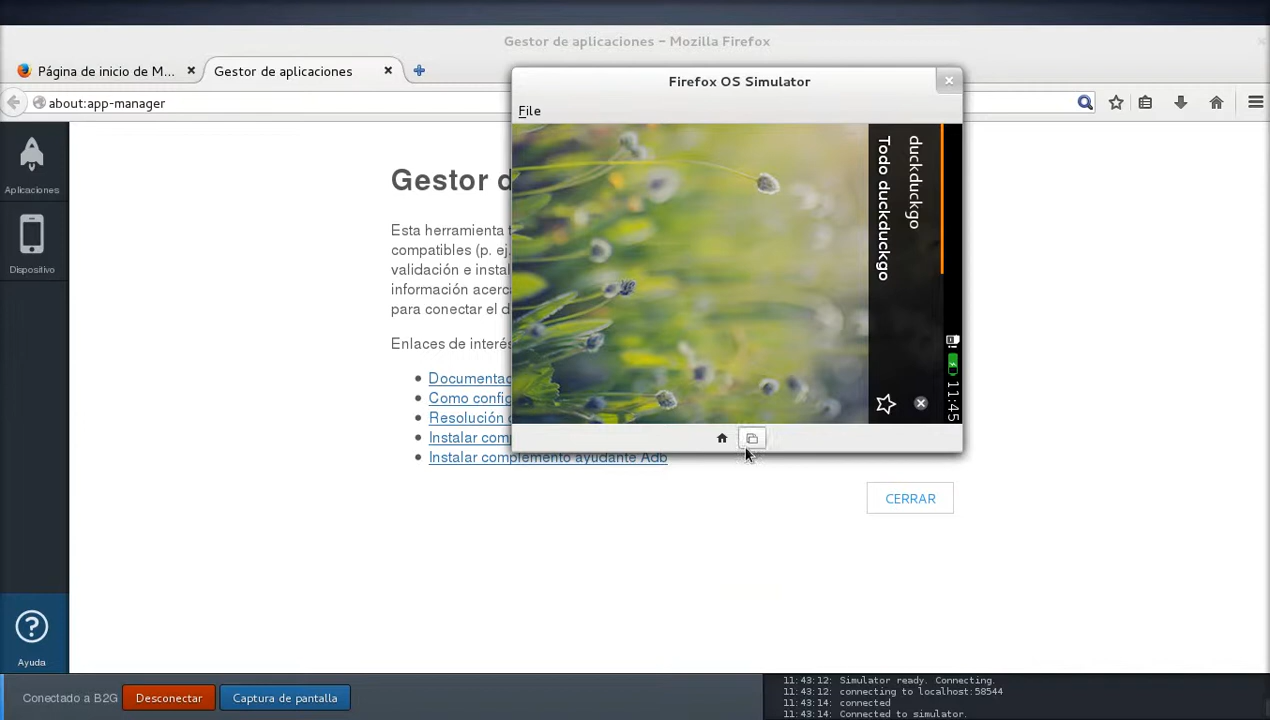 Gestor de aplicaciones – Mozilla Firefox
Página de inicio de M...
Gestor de aplicaciones
about:app-manager
Firefox OS Simulator
File
Aplicaciones
Dispositivo
Gestor d
Esta herramienta t
compatibles (p. ej.
validación e instal
información acerca
para conectar el d
Enlaces de interés
Documentac
Como config
Resolución
Instalar com
Instalar complemento ayudante Adb
duckduckgo
Todo duckduckgo
11:45
CERRAR
Ayuda
Conectado a B2G
Desconectar
Captura de pantalla
11:43:12: Simulator ready. Connecting.
11:43:12: connecting to localhost:58544
11:43:14: connected
11:43:14: Connected to simulator.